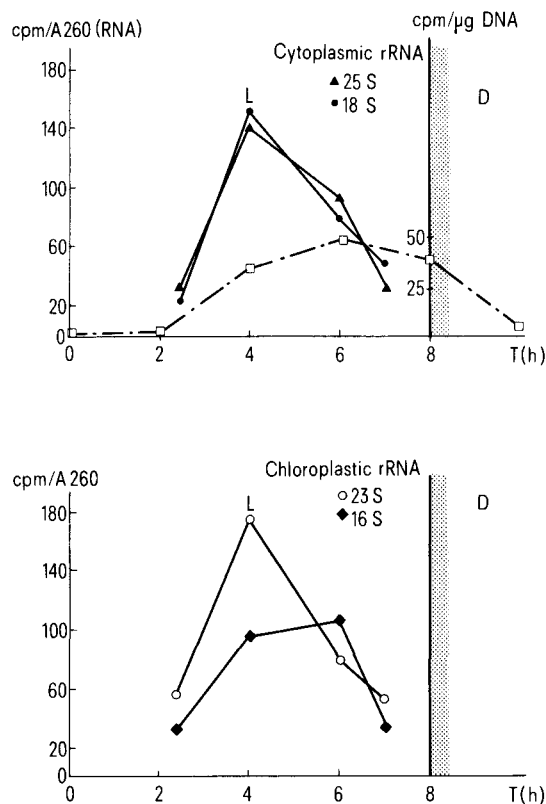 cpm/A 260 (RNA)
cpm/µg DNA
Cytoplasmic rRNA
▲ 25 S
● 18 S
L
D
180
140
100
60
20
0
50
25
0 2 4 6 8 T(h)
cpm/A 260
Chloroplastic rRNA
○ 23 S
◆ 16 S
L
D
180
140
100
60
20
0
0 2 4 6 8 T(h)